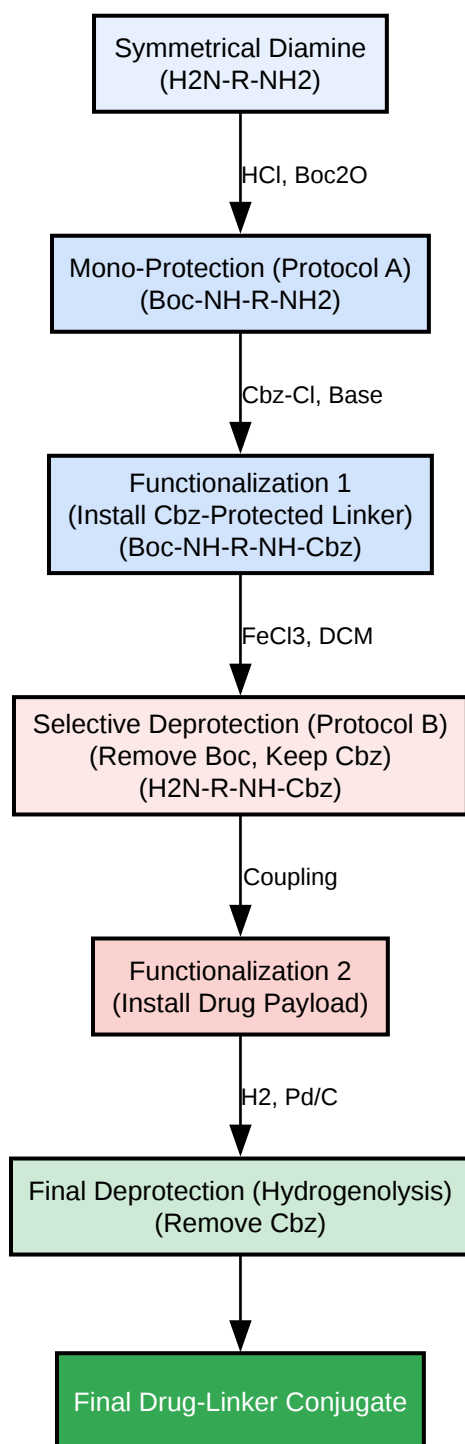 Symmetrical Diamine
(H2N-R-NH2)
HCl, Boc2O
Mono-Protection (Protocol A)
(Boc-NH-R-NH2)
Cbz-Cl, Base
Functionalization 1
(Install Cbz-Protected Linker)
(Boc-NH-R-NH-Cbz)
FeCl3, DCM
Selective Deprotection (Protocol B)
(Remove Boc, Keep Cbz)
(H2N-R-NH-Cbz)
Coupling
Functionalization 2
(Install Drug Payload)
H2, Pd/C
Final Deprotection (Hydrogenolysis)
(Remove Cbz)
Final Drug-Linker Conjugate